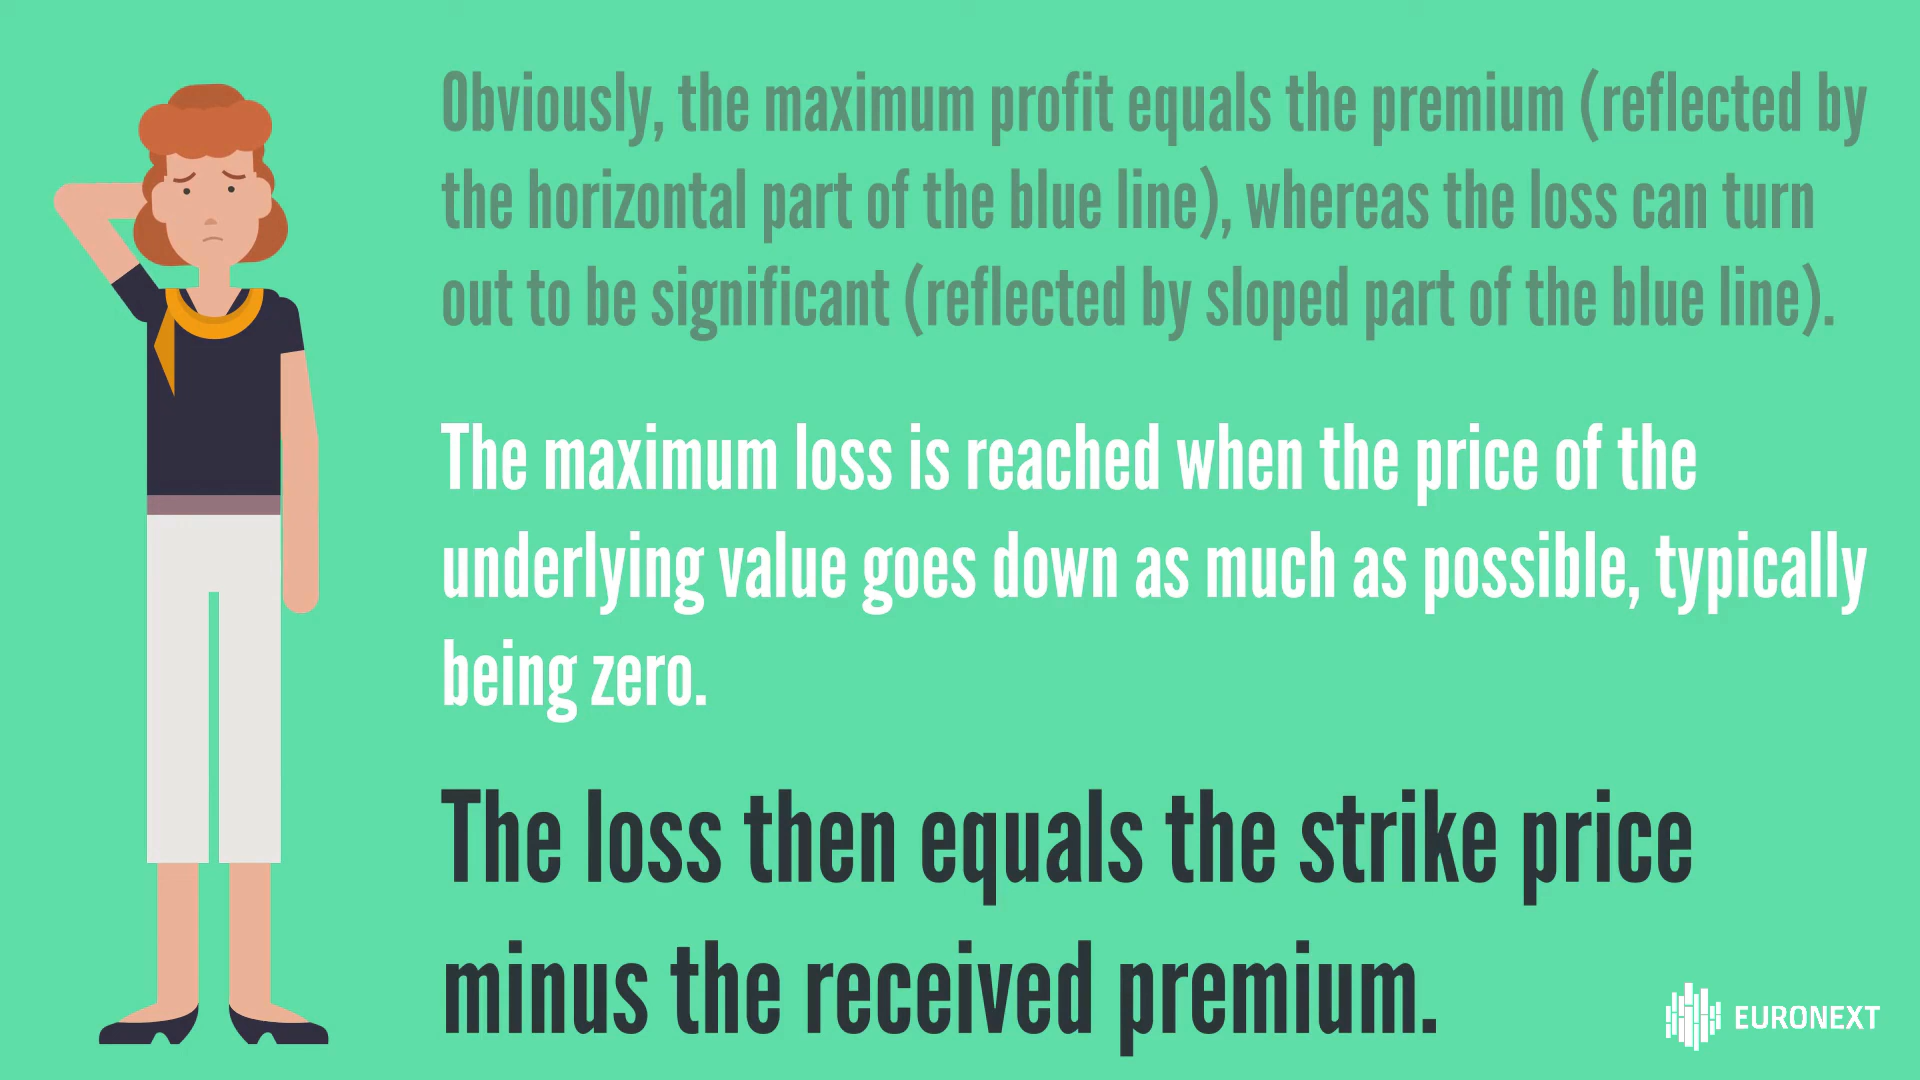 Obviously, the maximum profit equals the premium (reflected by
the horizontal part of the blue line), whereas the loss can turn
out to be significant (reflected by sloped part of the blue line).
The maximum loss is reached when the price of the
underlying value goes down as much as possible, typically
being zero.
The loss then equals the strike price
minus the received premium.
EURONEXT